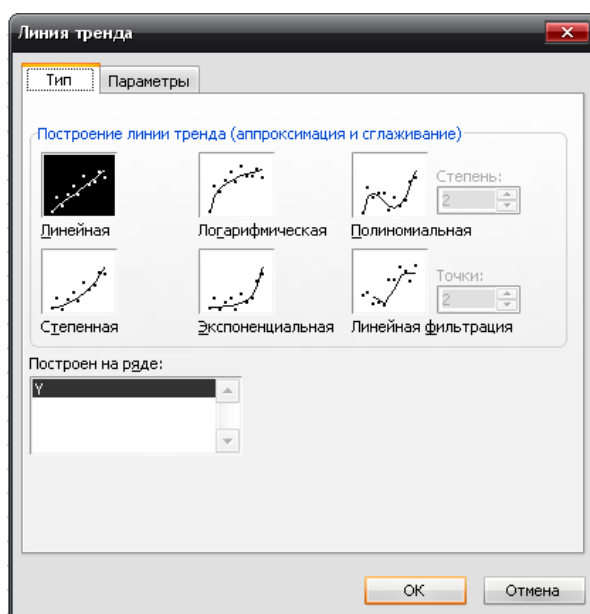 Линия тренда
Тип Параметры
Построение линии тренда (аппроксимация и сглаживание)
Степень:
2
Линейная Логарифмическая Полиномиальная
Точки:
2
Степенная Экспоненциальная Линейная фильтрация
Построен на ряде:
Y
ОК Отмена